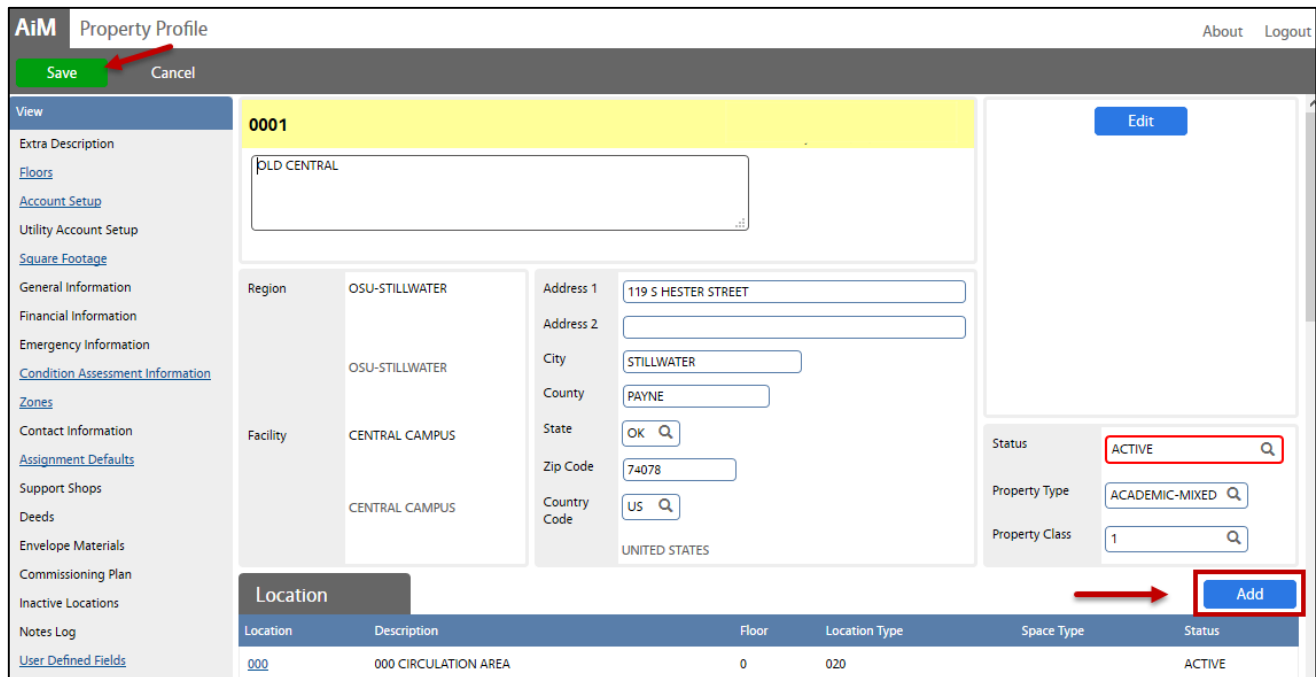 AiM Property Profile About Logout
Save Cancel
View
Extra Description
Floors
Account Setup
Utility Account Setup
Square Footage
General Information
Financial Information
Emergency Information
Condition Assessment Information
Zones
Contact Information
Assignment Defaults
Support Shops
Deeds
Envelope Materials
Commissioning Plan
Inactive Locations
Notes Log
User Defined Fields
0001
OLD CENTRAL
Edit
Region OSU-STILLWATER
OSU-STILLWATER
Facility CENTRAL CAMPUS
CENTRAL CAMPUS
Address 1 119 S HESTER STREET
Address 2
City STILLWATER
County PAYNE
State OK
Zip Code 74078
Country Code US
UNITED STATES
Status ACTIVE
Property Type ACADEMIC-MIXED
Property Class 1
Location Add
Location Description Floor Location Type Space Type Status
000 000 CIRCULATION AREA 0 020 ACTIVE